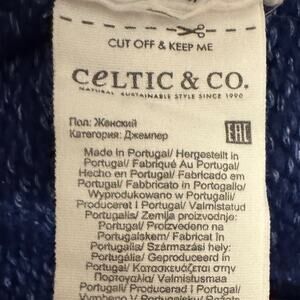 CUT OFF & KEEP ME
CELTIC & CO.
NATURAL SUSTAINABLE STYLE SINCE 1990
Пол: Женский
Категория: Джемпер
EAC
Made in Portugal/ Hergestellt in
Portugal/ Fabriqué Au Portugal/
Hecho en Portugal/ Fabricado em
Portugal/ Fabbricato in Portogallo/
Wyprodukowano w Portugalii/
Produceret I Portugal/ Valmistatud
Portugalis/ Zemlja proizvodnje:
Portugal/ Proizvedeno na
Portugalskem/ Fabricat în
Portugalia/ Származási hely:
Portugália/ Geproduceerd in
Portugal/ Κατασκευάζεται στην
Πορτογαλία/ Valmistusmaa
Portugali/ Producerad I Portugal/
Vyrobeno V Portugalsku/